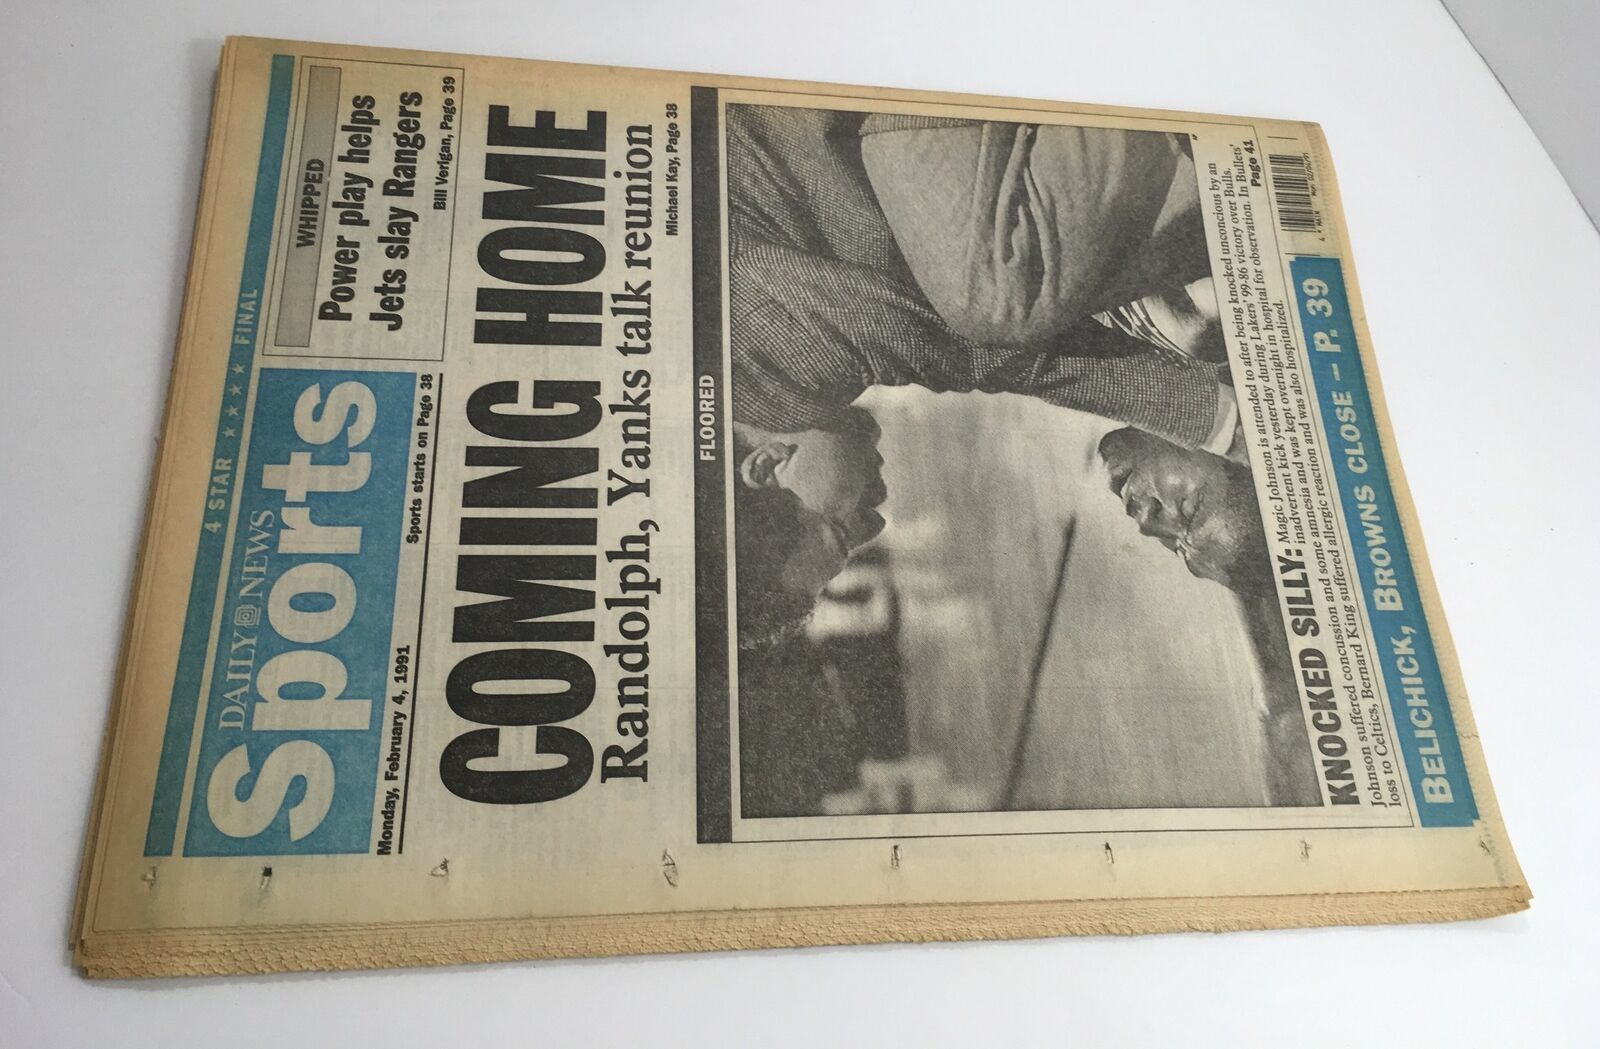 4 STAR ★ ★ ★ ★ FINAL
DAILY NEWS
Sports
Monday, February 4, 1991
Sports starts on Page 38
WHIPPED
Power play helps
Jets slay Rangers
Bill Verigan, Page 39
COMING HOME
Randolph, Yanks talk reunion
Michael Kay, Page 38
FLOORED
KNOCKED SILLY: Magic Johnson is attended to after being knocked unconcious by an
inadvertent kick yesterday during Lakers' 99-86 victory over Bulls.
Johnson suffered concussion and some amnesia and was kept overnight in hospital for observation. In Bullets'
loss to Celtics, Bernard King suffered allergic reaction and was also hospitalized.
Page 41
BELICHICK, BROWNS CLOSE – P. 39